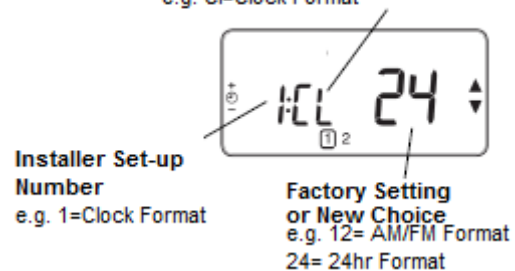 e.g. Cl=Clock Format
1:CL 24
1 2
Installer Set-up
Number
e.g. 1=Clock Format
Factory Setting
or New Choice
e.g. 12= AM/FM Format
24= 24hr Format